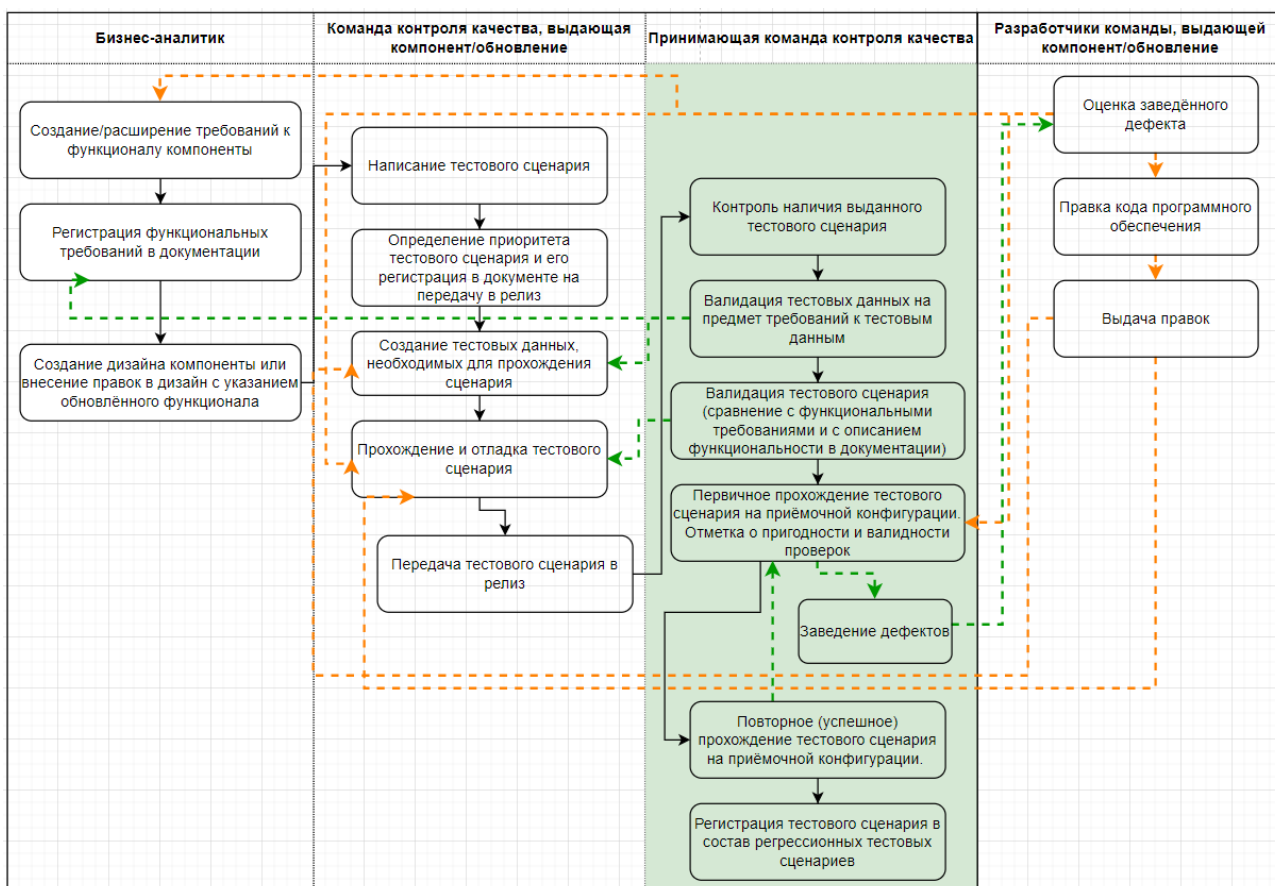 Бизнес-аналитик
Команда контроля качества, выдающая
компонент/обновление
Принимающая команда контроля качества
Разработчики команды, выдающей
компонент/обновление
Создание/расширение требований к
функционалу компоненты
Регистрация функциональных
требований в документации
Создание дизайна компоненты или
внесение правок в дизайн с указанием
обновлённого функционала
Написание тестового сценария
Определение приоритета
тестового сценария и его
регистрация в документе на
передачу в релиз
Создание тестовых данных,
необходимых для прохождения
сценария
Прохождение и отладка тестового
сценария
Передача тестового сценария в
релиз
Контроль наличия выданного
тестового сценария
Валидация тестовых данных на
предмет требований к тестовым
данным
Валидация тестового сценария
(сравнение с функциональными
требованиями и с описанием
функциональности в документации)
Первичное прохождение тестового
сценария на приёмочной конфигурации.
Отметка о пригодности и валидности
проверок
Заведение дефектов
Повторное (успешное)
прохождение тестового сценария
на приёмочной конфигурации.
Регистрация тестового сценария в
состав регрессионных тестовых
сценариев
Оценка заведённого
дефекта
Правка кода программного
обеспечения
Выдача правок